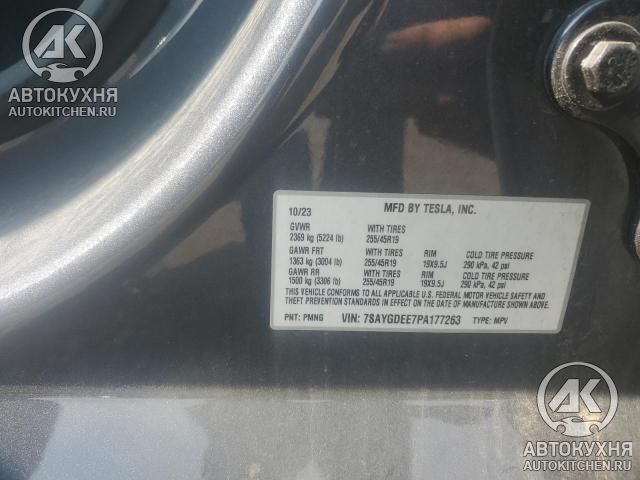 АК
АВТОКУХНЯ
AUTOKITCHEN.RU
10/23 MFD BY TESLA, INC.
GVWR WITH TIRES
2369 kg (5224 lb) 255/45R19
GAWR FRT WITH TIRES RIM COLD TIRE PRESSURE
1363 kg (3004 lb) 255/45R19 19X9.5J 290 kPa, 42 psi
GAWR RR WITH TIRES RIM COLD TIRE PRESSURE
1500 kg (3306 lb) 255/45R19 19X9.5J 290 kPa, 42 psi
THIS VEHICLE CONFORMS TO ALL APPLICABLE U.S. FEDERAL MOTOR VEHICLE SAFETY AND
THEFT PREVENTION STANDARDS IN EFFECT ON THE DATE OF MANUFACTURE SHOWN ABOVE.
PNT: PMNG VIN: 7SAYGDEE7PA177263 TYPE: MPV
АК
АВТОКУХНЯ
AUTOKITCHEN.RU